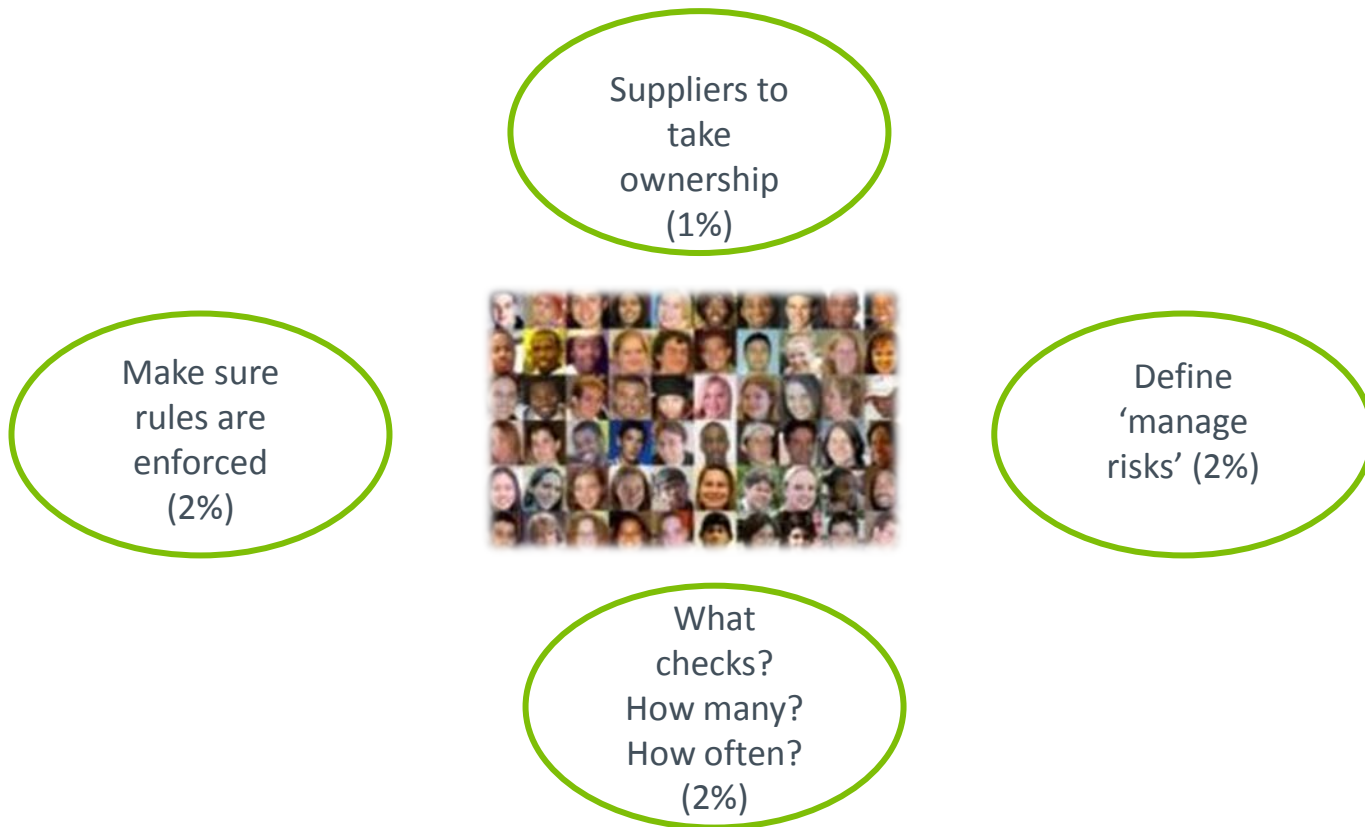 Suppliers to
take
ownership
(1%)
Make sure
rules are
enforced
(2%)
Define
‘manage
risks’ (2%)
What
checks?
How many?
How often?
(2%)